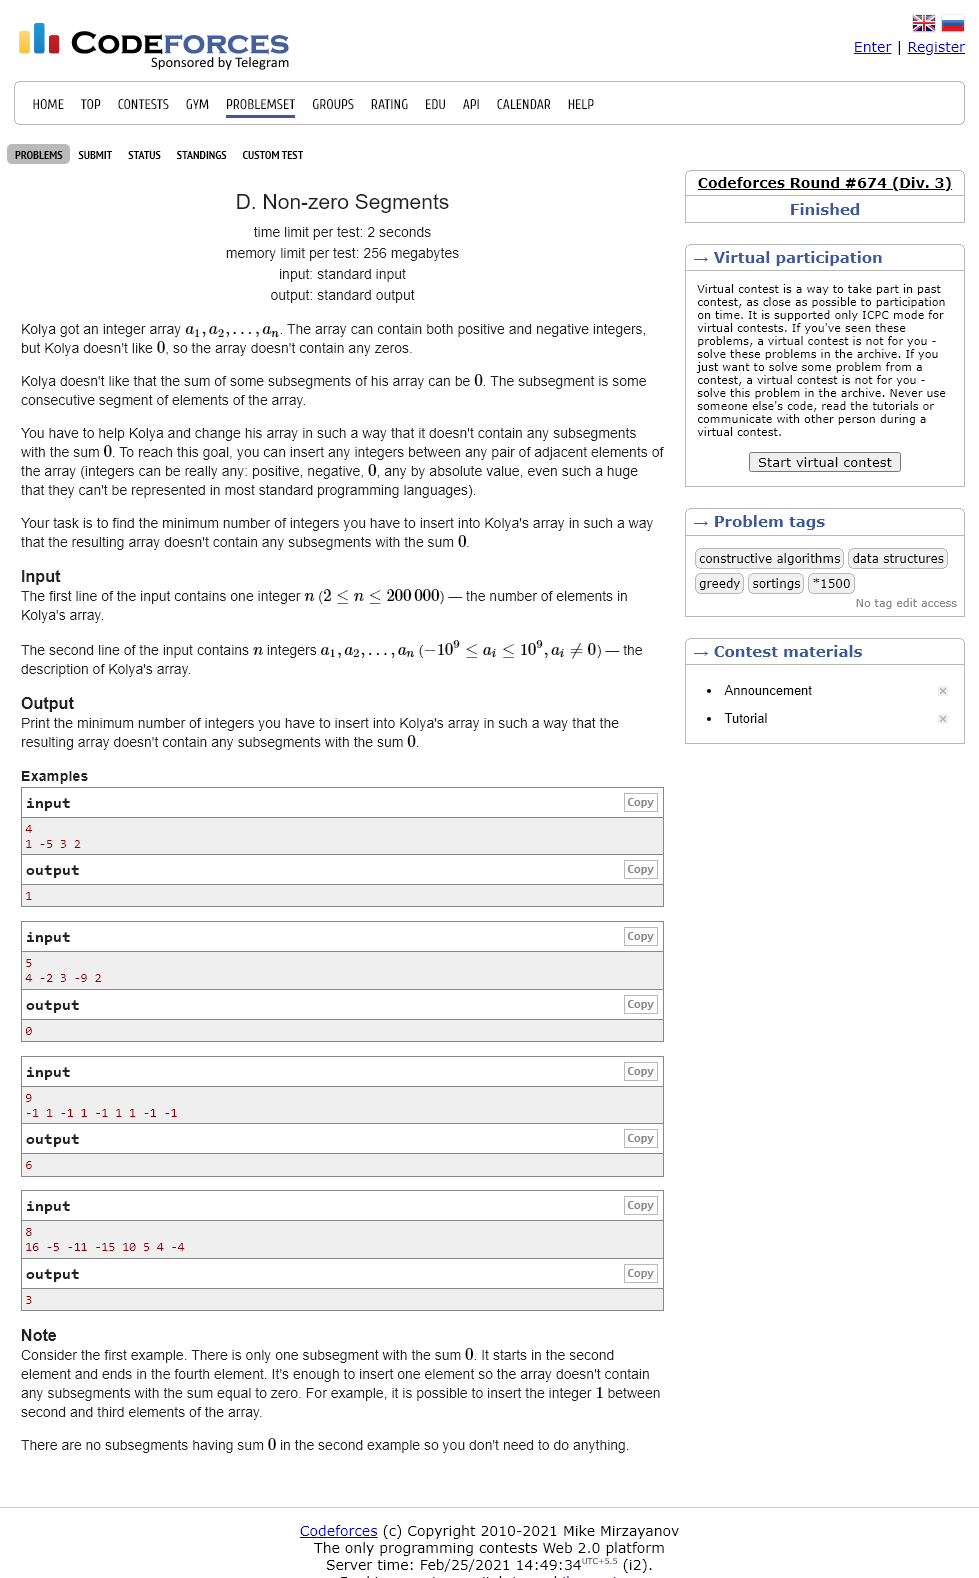 CODEFORCES
Sponsored by Telegram
Enter | Register
HOME TOP CONTESTS GYM PROBLEMSET GROUPS RATING EDU API CALENDAR HELP
PROBLEMS SUBMIT STATUS STANDINGS CUSTOM TEST
D. Non-zero Segments
time limit per test: 2 seconds
memory limit per test: 256 megabytes
input: standard input
output: standard output
Kolya got an integer array a1, a2, …, an. The array can contain both positive and negative integers,
but Kolya doesn't like 0, so the array doesn't contain any zeros.
Kolya doesn't like that the sum of some subsegments of his array can be 0. The subsegment is some
consecutive segment of elements of the array.
You have to help Kolya and change his array in such a way that it doesn't contain any subsegments
with the sum 0. To reach this goal, you can insert any integers between any pair of adjacent elements of
the array (integers can be really any: positive, negative, 0, any by absolute value, even such a huge
that they can't be represented in most standard programming languages).
Your task is to find the minimum number of integers you have to insert into Kolya's array in such a way
that the resulting array doesn't contain any subsegments with the sum 0.
Input
The first line of the input contains one integer n (2 ≤ n ≤ 200 000) — the number of elements in
Kolya's array.
The second line of the input contains n integers a1, a2, …, an (−10^9 ≤ ai ≤ 10^9, ai ≠ 0) — the
description of Kolya's array.
Output
Print the minimum number of integers you have to insert into Kolya's array in such a way that the
resulting array doesn't contain any subsegments with the sum 0.
Examples
input Copy
4
1 -5 3 2
output Copy
1
input Copy
5
4 -2 3 -9 2
output Copy
0
input Copy
9
-1 1 -1 1 -1 1 1 -1 -1
output Copy
6
input Copy
8
16 -5 -11 -15 10 5 4 -4
output Copy
3
Note
Consider the first example. There is only one subsegment with the sum 0. It starts in the second
element and ends in the fourth element. It's enough to insert one element so the array doesn't contain
any subsegments with the sum equal to zero. For example, it is possible to insert the integer 1 between
second and third elements of the array.
There are no subsegments having sum 0 in the second example so you don't need to do anything.
Codeforces Round #674 (Div. 3)
Finished
→ Virtual participation
Virtual contest is a way to take part in past
contest, as close as possible to participation
on time. It is supported only ICPC mode for
virtual contests. If you've seen these
problems, a virtual contest is not for you -
solve these problems in the archive. If you
just want to solve some problem from a
contest, a virtual contest is not for you -
solve this problem in the archive. Never use
someone else's code, read the tutorials or
communicate with other person during a
virtual contest.
Start virtual contest
→ Problem tags
constructive algorithms data structures
greedy sortings *1500
No tag edit access
→ Contest materials
• Announcement ×
• Tutorial ×
Codeforces (c) Copyright 2010-2021 Mike Mirzayanov
The only programming contests Web 2.0 platform
Server time: Feb/25/2021 14:49:34 UTC+5.5 (i2).